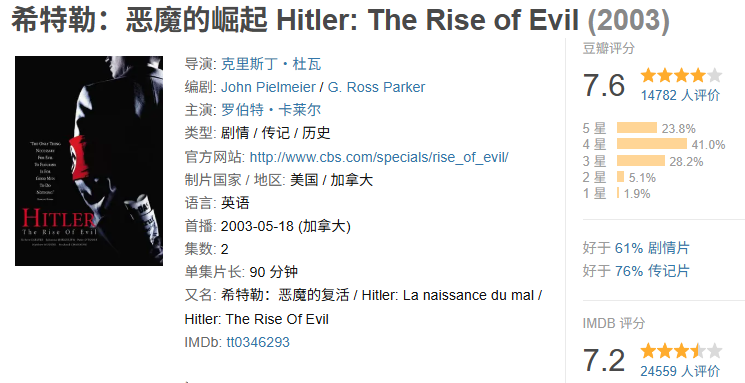 希特勒：恶魔的崛起 Hitler: The Rise of Evil (2003)
THE ONLY THING
NECESSARY
FOR EVIL
TO TRIUMPH
IS FOR
GOOD MEN
TO DO
NOTHING
HITLER
The Rise Of Evil
导演: 克里斯丁·杜瓦
编剧: John Pielmeier / G. Ross Parker
主演: 罗伯特·卡莱尔
类型: 剧情 / 传记 / 历史
官方网站: http://www.cbs.com/specials/rise_of_evil/
制片国家 / 地区: 美国 / 加拿大
语言: 英语
首播: 2003-05-18 (加拿大)
集数: 2
单集片长: 90 分钟
又名: 希特勒：恶魔的复活 / Hitler: La naissance du mal /
Hitler: The Rise Of Evil
IMDb: tt0346293
豆瓣评分
7.6
14782 人评价
5 星 23.8%
4 星 41.0%
3 星 28.2%
2 星 5.1%
1 星 1.9%
好于 61% 剧情片
好于 76% 传记片
IMDB 评分
7.2
24559 人评价